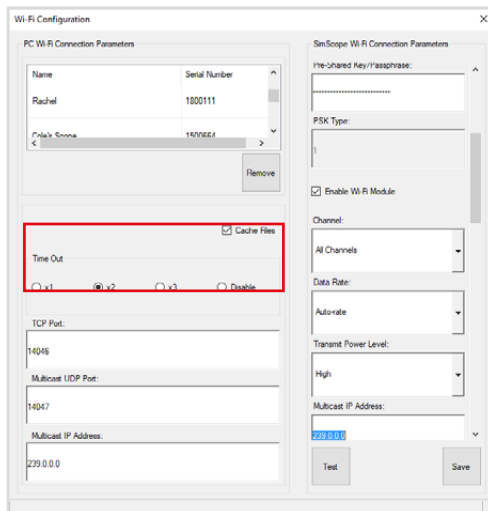 Wi-Fi Configuration
PC Wi-Fi Connection Parameters
Name Serial Number
Rachel 1800111
Cole's Scope 1500664
Remove
Cache Files
Time Out
x1 x2 x3 Disable
TCP Port:
14046
Multicast UDP Port:
14047
Multicast IP Address:
239.0.0.0
SimScope Wi-Fi Connection Parameters
Pre-Shared Key/Passphrase:
PSK Type:
1
Enable Wi-Fi Module
Channel:
All Channels
Data Rate:
Auto-rate
Transmit Power Level:
High
Multicast IP Address:
239.0.0.0
Test Save